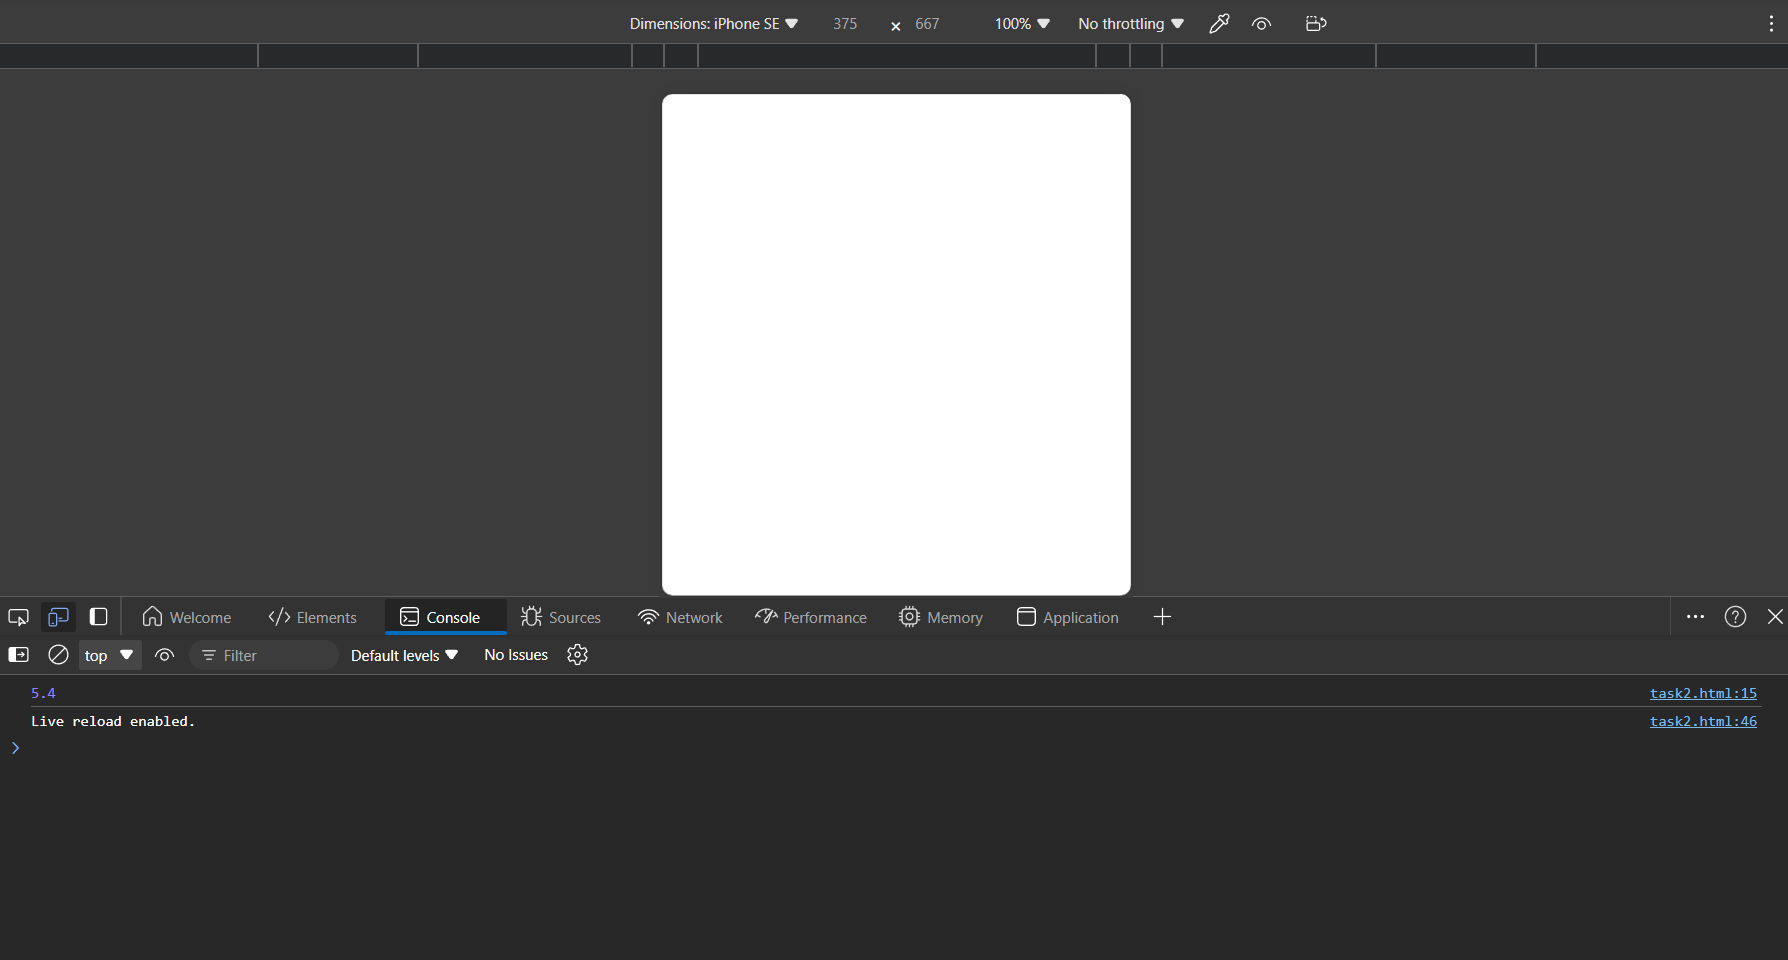 Dimensions: iPhone SE 375 × 667 100% No throttling
Welcome Elements Console Sources Network Performance Memory Application
top Filter Default levels No Issues
5.4 task2.html:15
Live reload enabled. task2.html:46